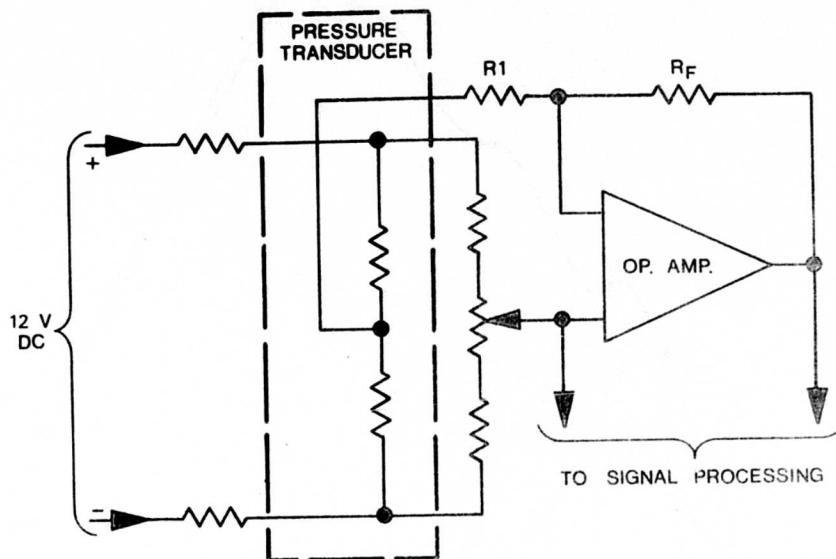 PRESSURE
TRANSDUCER
R1
RF
+
OP. AMP.
12 V
DC
−
TO SIGNAL PROCESSING